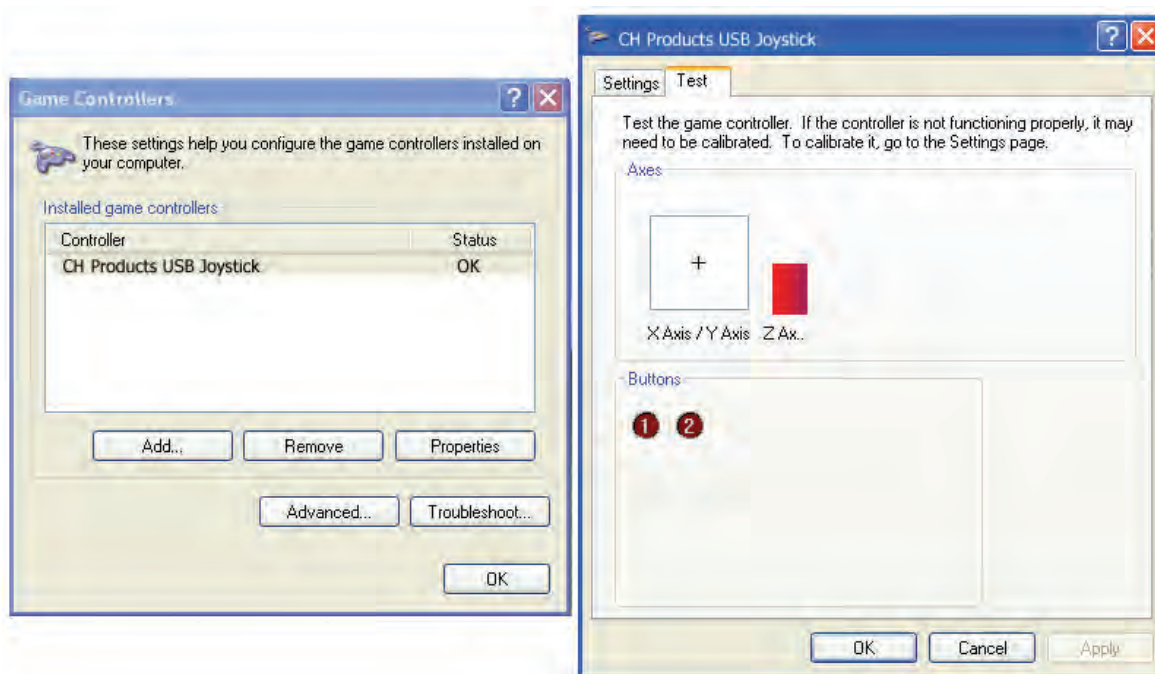 Game Controllers
These settings help you configure the game controllers installed on
your computer.
Installed game controllers
Controller Status
CH Products USB Joystick OK
Add... Remove Properties
Advanced... Troubleshoot...
OK
CH Products USB Joystick
Settings Test
Test the game controller. If the controller is not functioning properly, it may
need to be calibrated. To calibrate it, go to the Settings page.
Axes
X Axis / Y Axis Z Ax..
Buttons
1 2
OK Cancel Apply